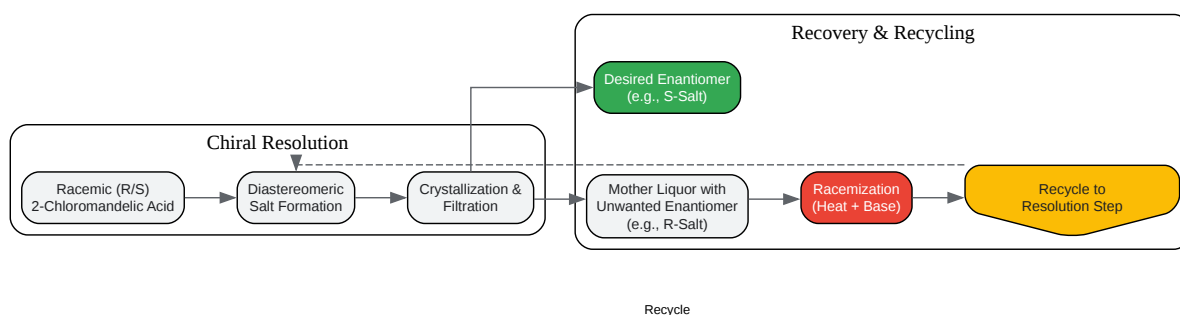 Recovery & Recycling
Desired Enantiomer
(e.g., S-Salt)
Chiral Resolution
Racemic (R/S)
2-Chloromandelic Acid
Diastereomeric
Salt Formation
Crystallization &
Filtration
Mother Liquor with
Unwanted Enantiomer
(e.g., R-Salt)
Racemization
(Heat + Base)
Recycle to
Resolution Step
Recycle